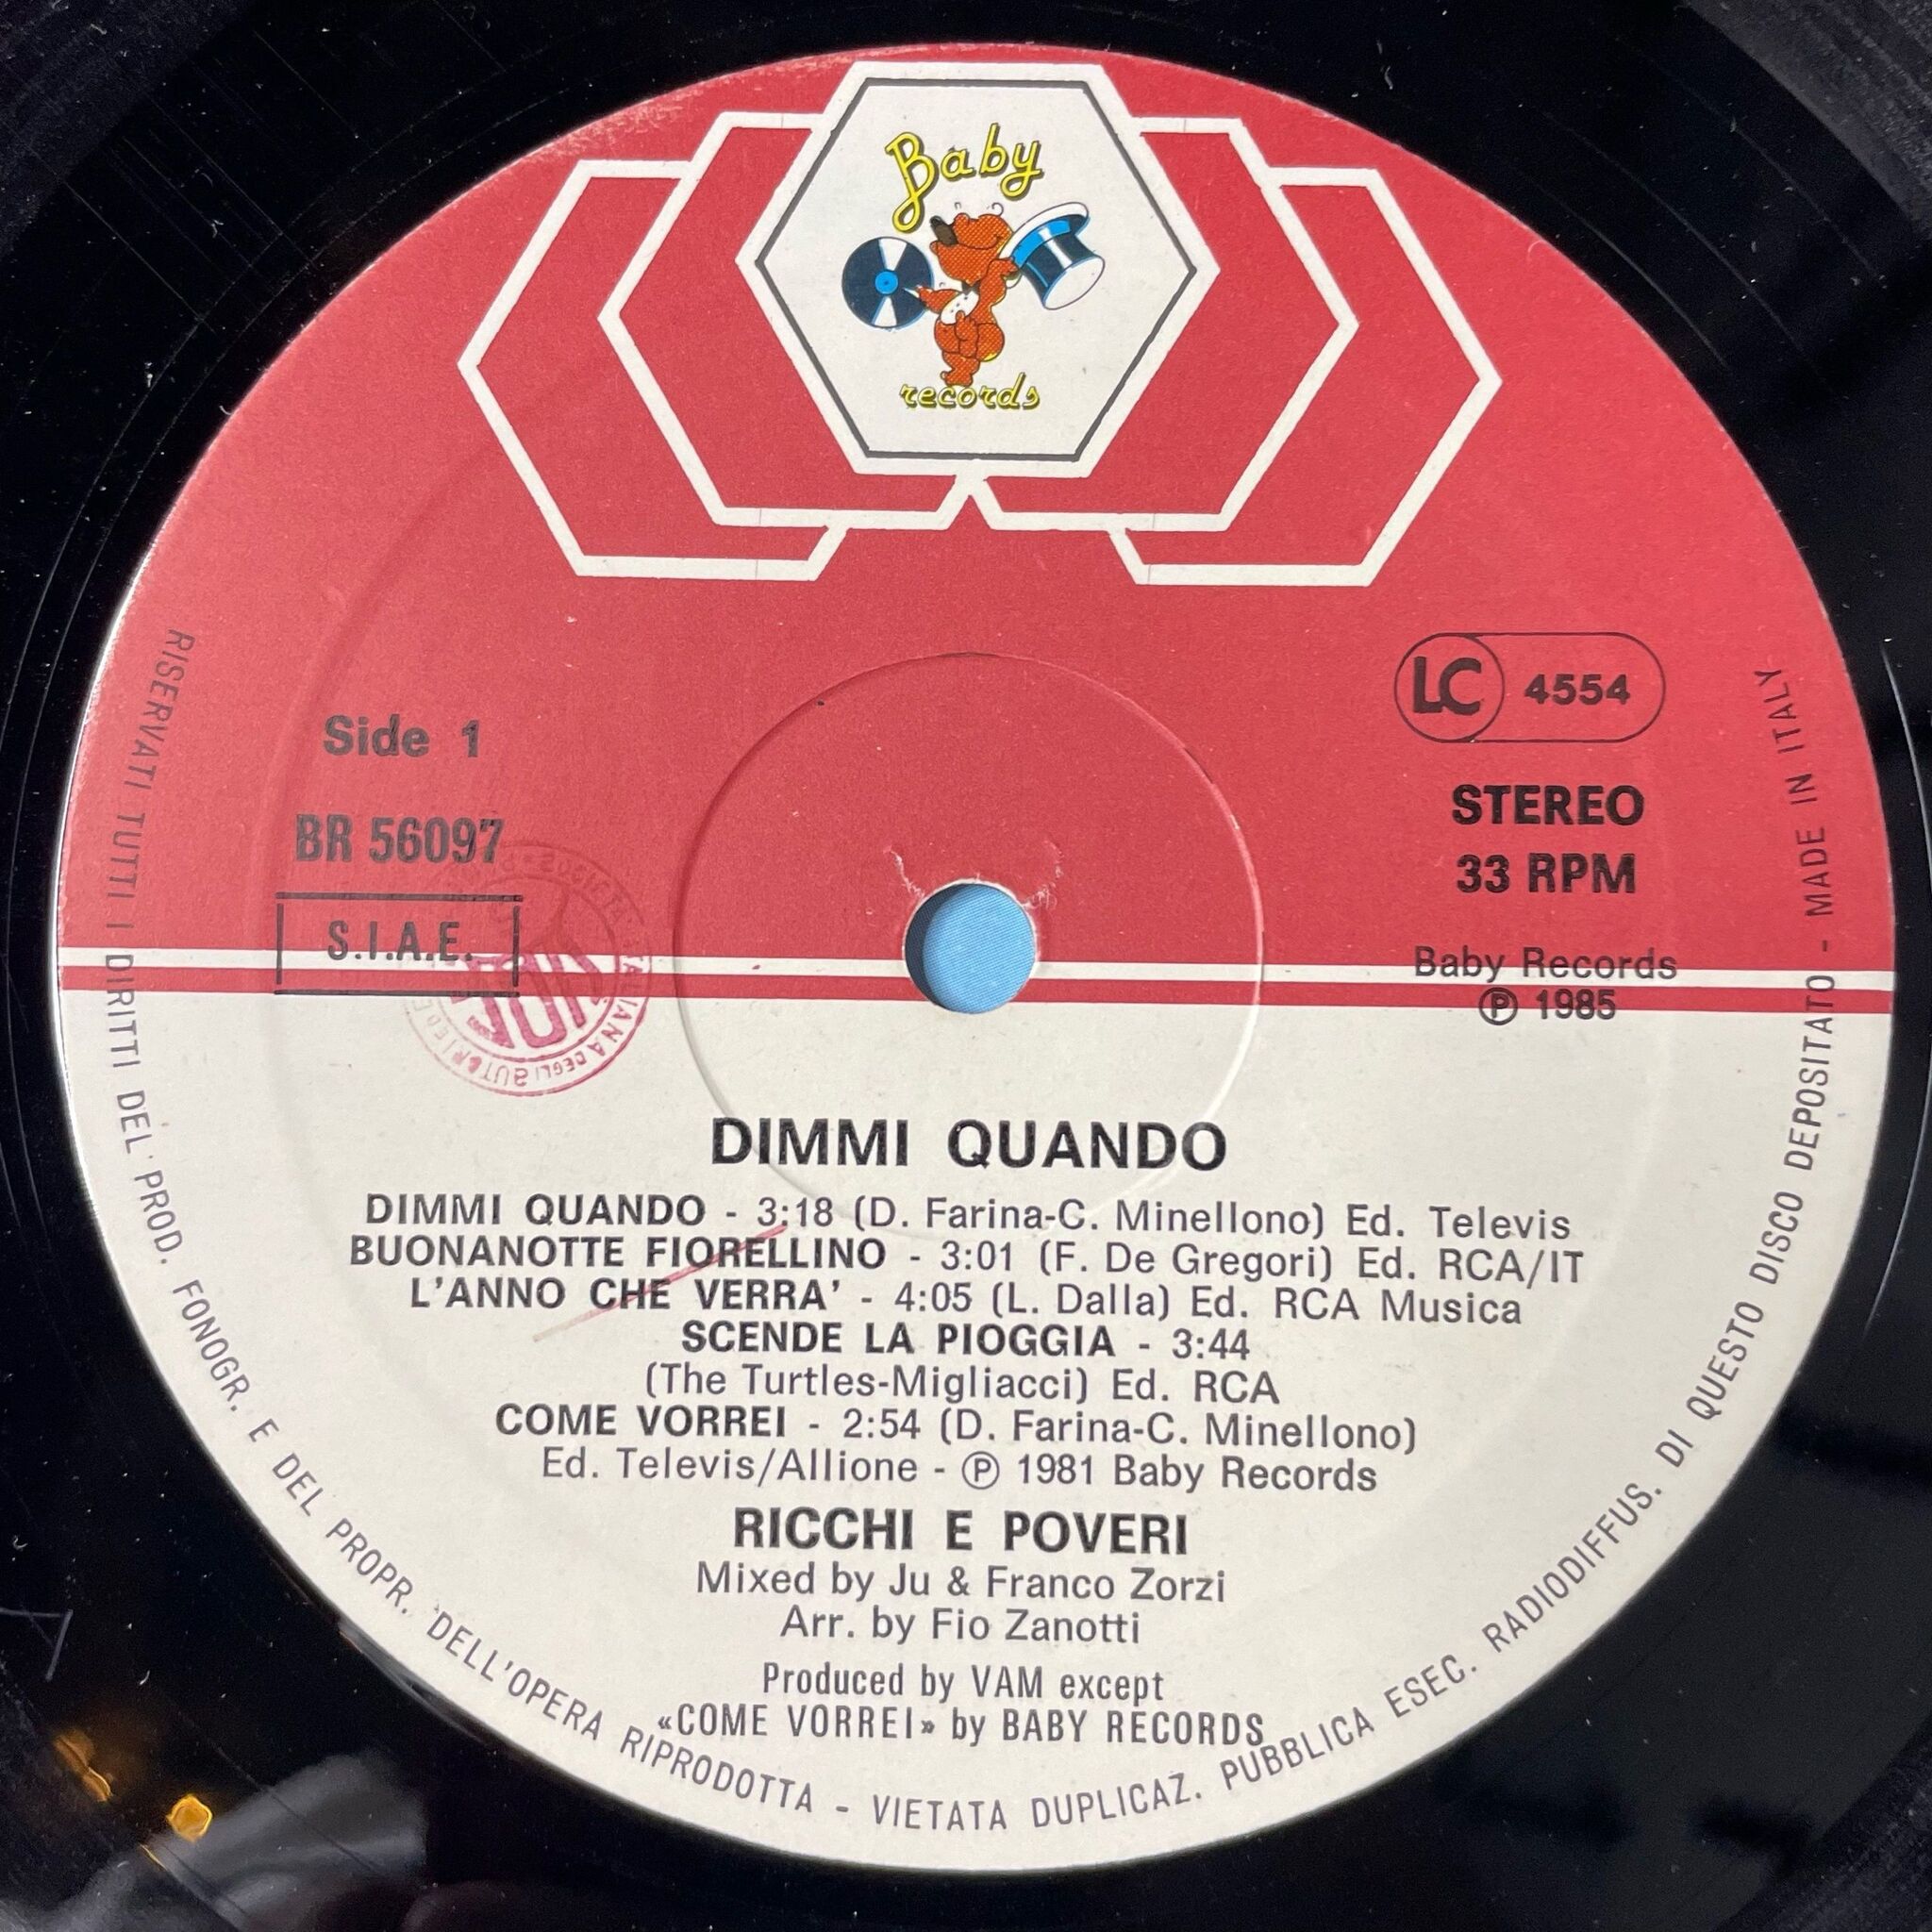 Baby
records
Side 1
BR 56097
S.I.A.E.
LC 4554
STEREO
33 RPM
Baby Records
℗ 1985
DIMMI QUANDO
DIMMI QUANDO - 3:18 (D. Farina-C. Minellono) Ed. Televis
BUONANOTTE FIORELLINO - 3:01 (F. De Gregori) Ed. RCA/IT
L'ANNO CHE VERRA' - 4:05 (L. Dalla) Ed. RCA Musica
SCENDE LA PIOGGIA - 3:44
(The Turtles-Migliacci) Ed. RCA
COME VORREI - 2:54 (D. Farina-C. Minellono)
Ed. Televis/Allione - ℗ 1981 Baby Records
RICCHI E POVERI
Mixed by Ju & Franco Zorzi
Arr. by Fio Zanotti
Produced by VAM except
«COME VORREI» by BABY RECORDS
RISERVATI TUTTI I DIRITTI DEL PROD. FONOGR. E DEL PROPR. DELL'OPERA RIPRODOTTA - VIETATA DUPLICAZ. PUBBLICA ESEC. RADIODIFFUS. DI QUESTO DISCO DEPOSITATO - MADE IN ITALY
SOCIETÀ ITALIANA DEGLI AUTORI ED E